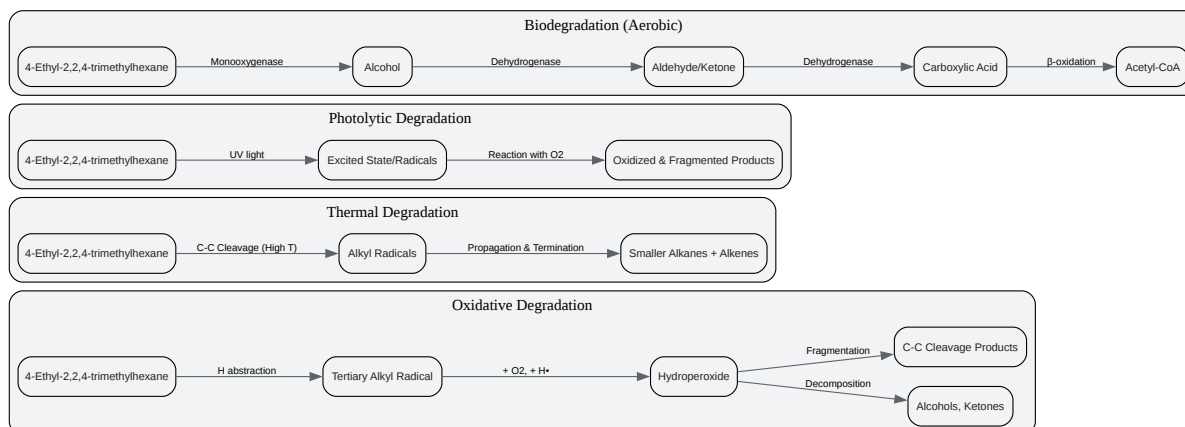 Biodegradation (Aerobic)
4-Ethyl-2,2,4-trimethylhexane
Monooxygenase
Alcohol
Dehydrogenase
Aldehyde/Ketone
Dehydrogenase
Carboxylic Acid
β-oxidation
Acetyl-CoA
Photolytic Degradation
4-Ethyl-2,2,4-trimethylhexane
UV light
Excited State/Radicals
Reaction with O2
Oxidized & Fragmented Products
Thermal Degradation
4-Ethyl-2,2,4-trimethylhexane
C-C Cleavage (High T)
Alkyl Radicals
Propagation & Termination
Smaller Alkanes + Alkenes
Oxidative Degradation
4-Ethyl-2,2,4-trimethylhexane
H abstraction
Tertiary Alkyl Radical
+ O2, + H•
Hydroperoxide
Fragmentation
C-C Cleavage Products
Decomposition
Alcohols, Ketones